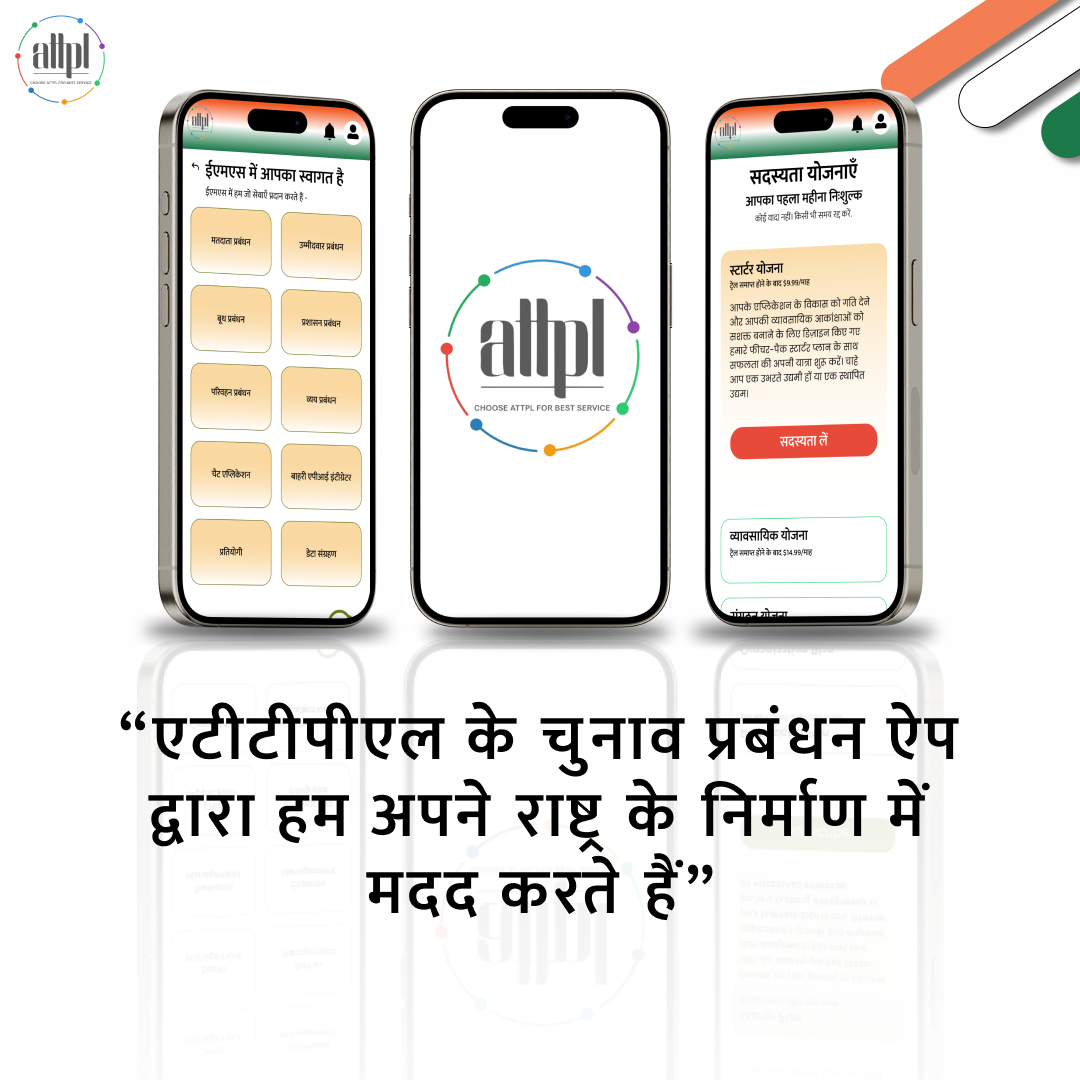 attpl
CHOOSE ATTPL FOR BEST SERVICE
attpl
ईएमएस में आपका स्वागत है
ईएमएस में हम जो सेवाएँ प्रदान करते हैं -
मतदाता प्रबंधन
उम्मीदवार प्रबंधन
बूथ प्रबंधन
प्रशासन प्रबंधन
परिवहन प्रबंधन
व्यय प्रबंधन
चैट एप्लिकेशन
बाहरी एपीआई इंटीग्रेटर
प्रतियोगी
डेटा संग्रहण
attpl
CHOOSE ATTPL FOR BEST SERVICE
attpl
सदस्यता योजनाएँ
आपका पहला महीना निःशुल्क
कोई वादा नहीं। किसी भी समय रद्द करें.
स्टार्टर योजना
ट्रेल समाप्त होने के बाद $9.99/माह
आपके एप्लिकेशन के विकास को गति देने
और आपकी व्यावसायिक आकांक्षाओं को
सशक्त बनाने के लिए डिज़ाइन किए गए
हमारे फीचर-पैक स्टार्टर प्लान के साथ
सफलता की अपनी यात्रा शुरू करें। चाहे
आप एक उभरते उद्यमी हों या एक स्थापित
उद्यम।
सदस्यता लें
व्यावसायिक योजना
ट्रेल समाप्त होने के बाद $14.99/माह
संगठन योजना
“एटीटीपीएल के चुनाव प्रबंधन ऐप
द्वारा हम अपने राष्ट्र के निर्माण में
मदद करते हैं”